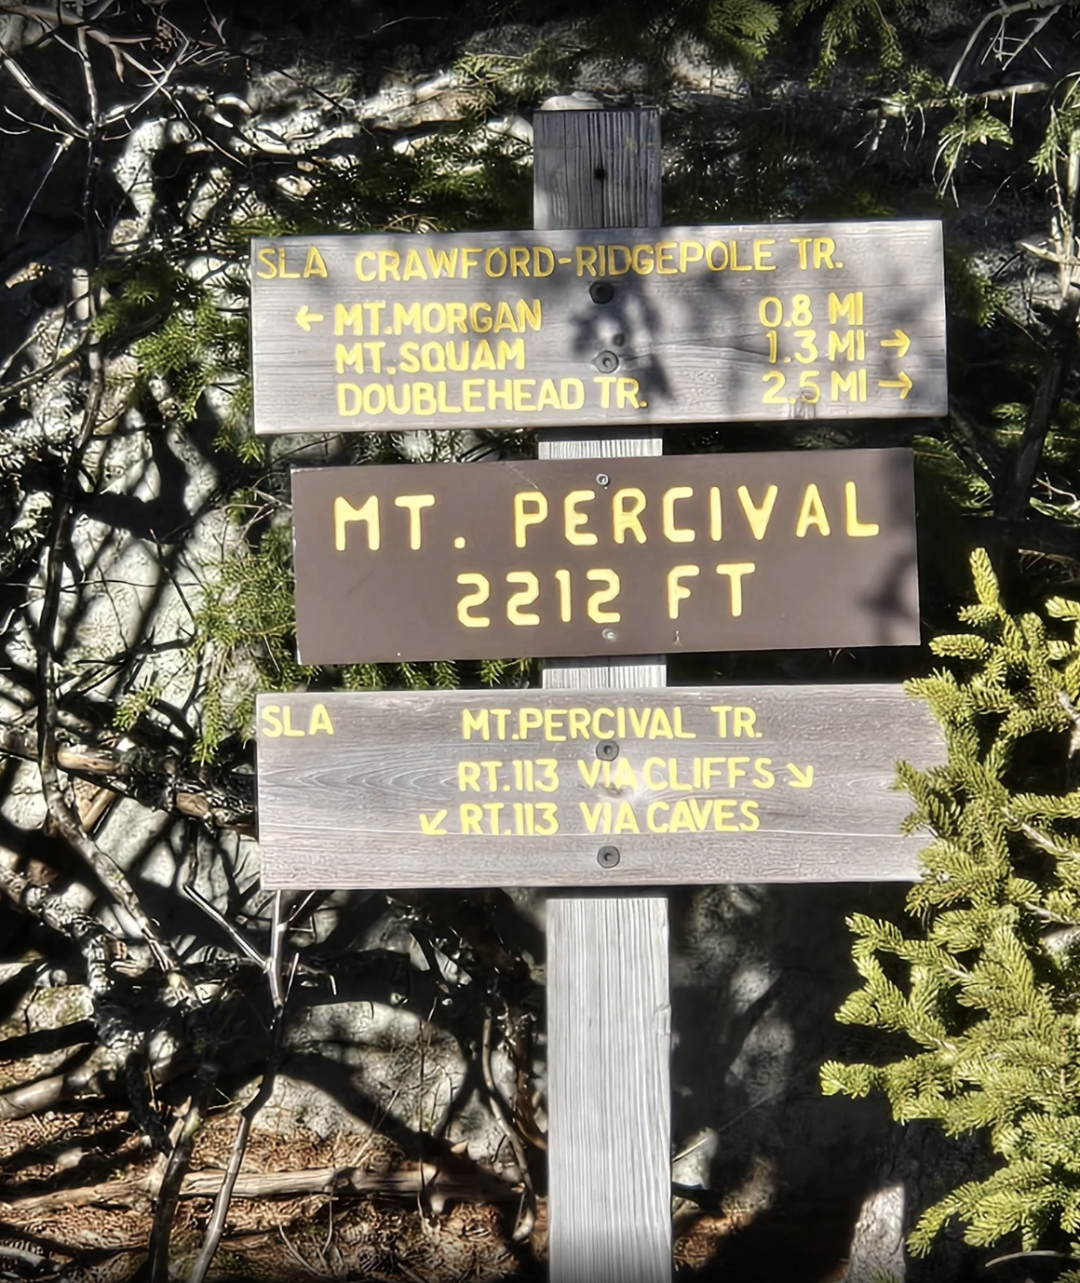 SLA CRAWFORD-RIDGEPOLE TR.
← MT.MORGAN 0.8 MI
MT.SQUAM 1.3 MI →
DOUBLEHEAD TR. 2.5 MI →
MT. PERCIVAL
2212 FT
SLA MT.PERCIVAL TR.
RT.113 VIA CLIFFS ↘
↙ RT.113 VIA CAVES